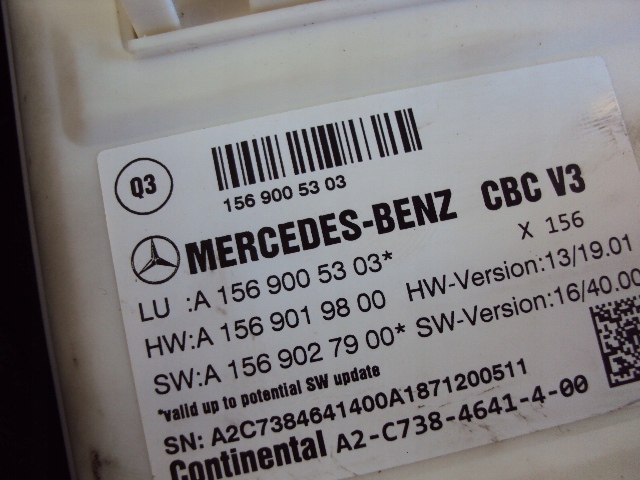 Q3
156 900 53 03
MERCEDES-BENZ CBC V3
X 156
LU :A 156 900 53 03*
HW:A 156 901 98 00 HW-Version:13/19.01
SW:A 156 902 79 00* SW-Version:16/40.00
*valid up to potential SW update
SN: A2C7384641400A1871200511
Continental A2-C738-4641-4-00